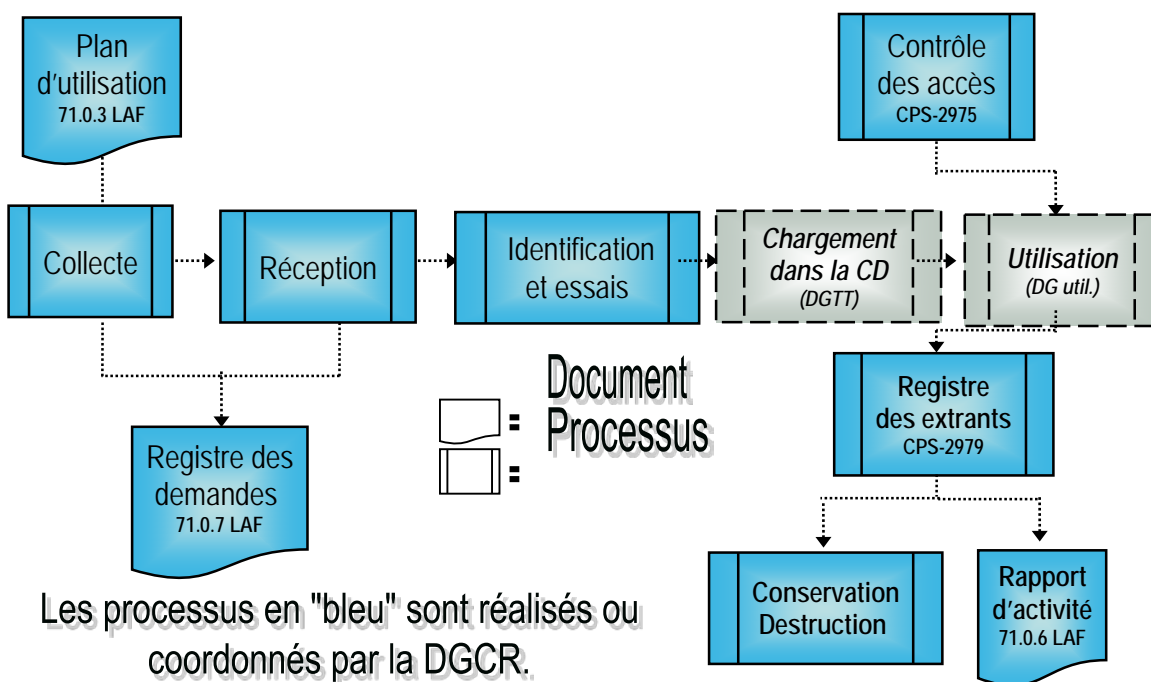 Plan
d'utilisation
71.0.3 LAF
Contrôle
des accès
CPS-2975
Collecte
Réception
Identification
et essais
Chargement
dans la CD
(DGTT)
Utilisation
(DG util.)
Document
=
Processus
=
Registre
des extrants
CPS-2979
Registre des
demandes
71.0.7 LAF
Conservation
Destruction
Rapport
d'activité
71.0.6 LAF
Les processus en "bleu" sont réalisés ou
coordonnés par la DGCR.